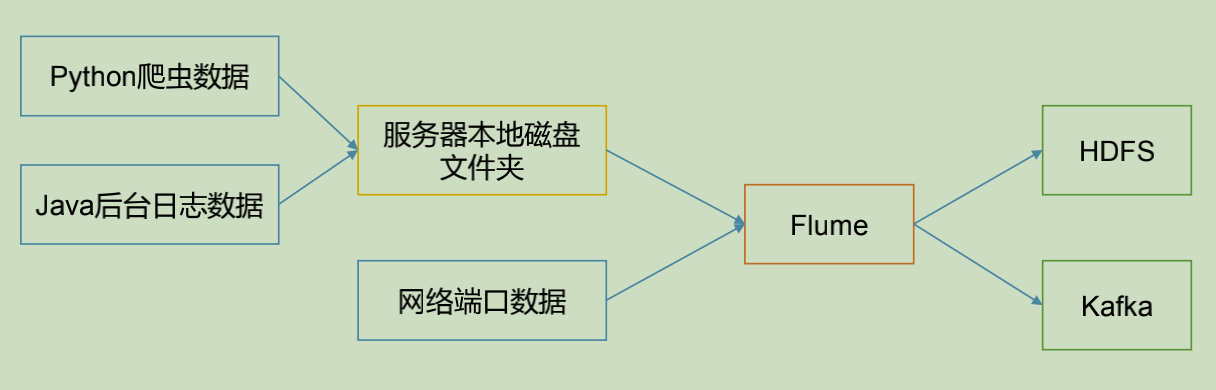 Python爬虫数据
Java后台日志数据
服务器本地磁盘
文件夹
网络端口数据
Flume
HDFS
Kafka